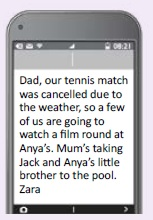 08:21
Dad, our tennis match
was cancelled due to
the weather, so a few
of us are going to
watch a film round at
Anya's. Mum's taking
Jack and Anya's little
brother to the pool.
Zara